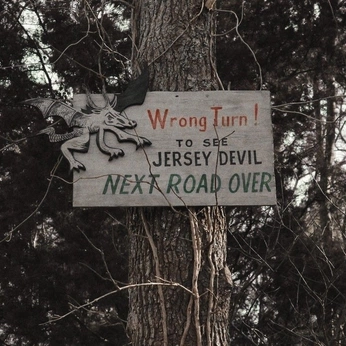 Wrong Turn!
TO SEE
JERSEY DEVIL
NEXT ROAD OVER